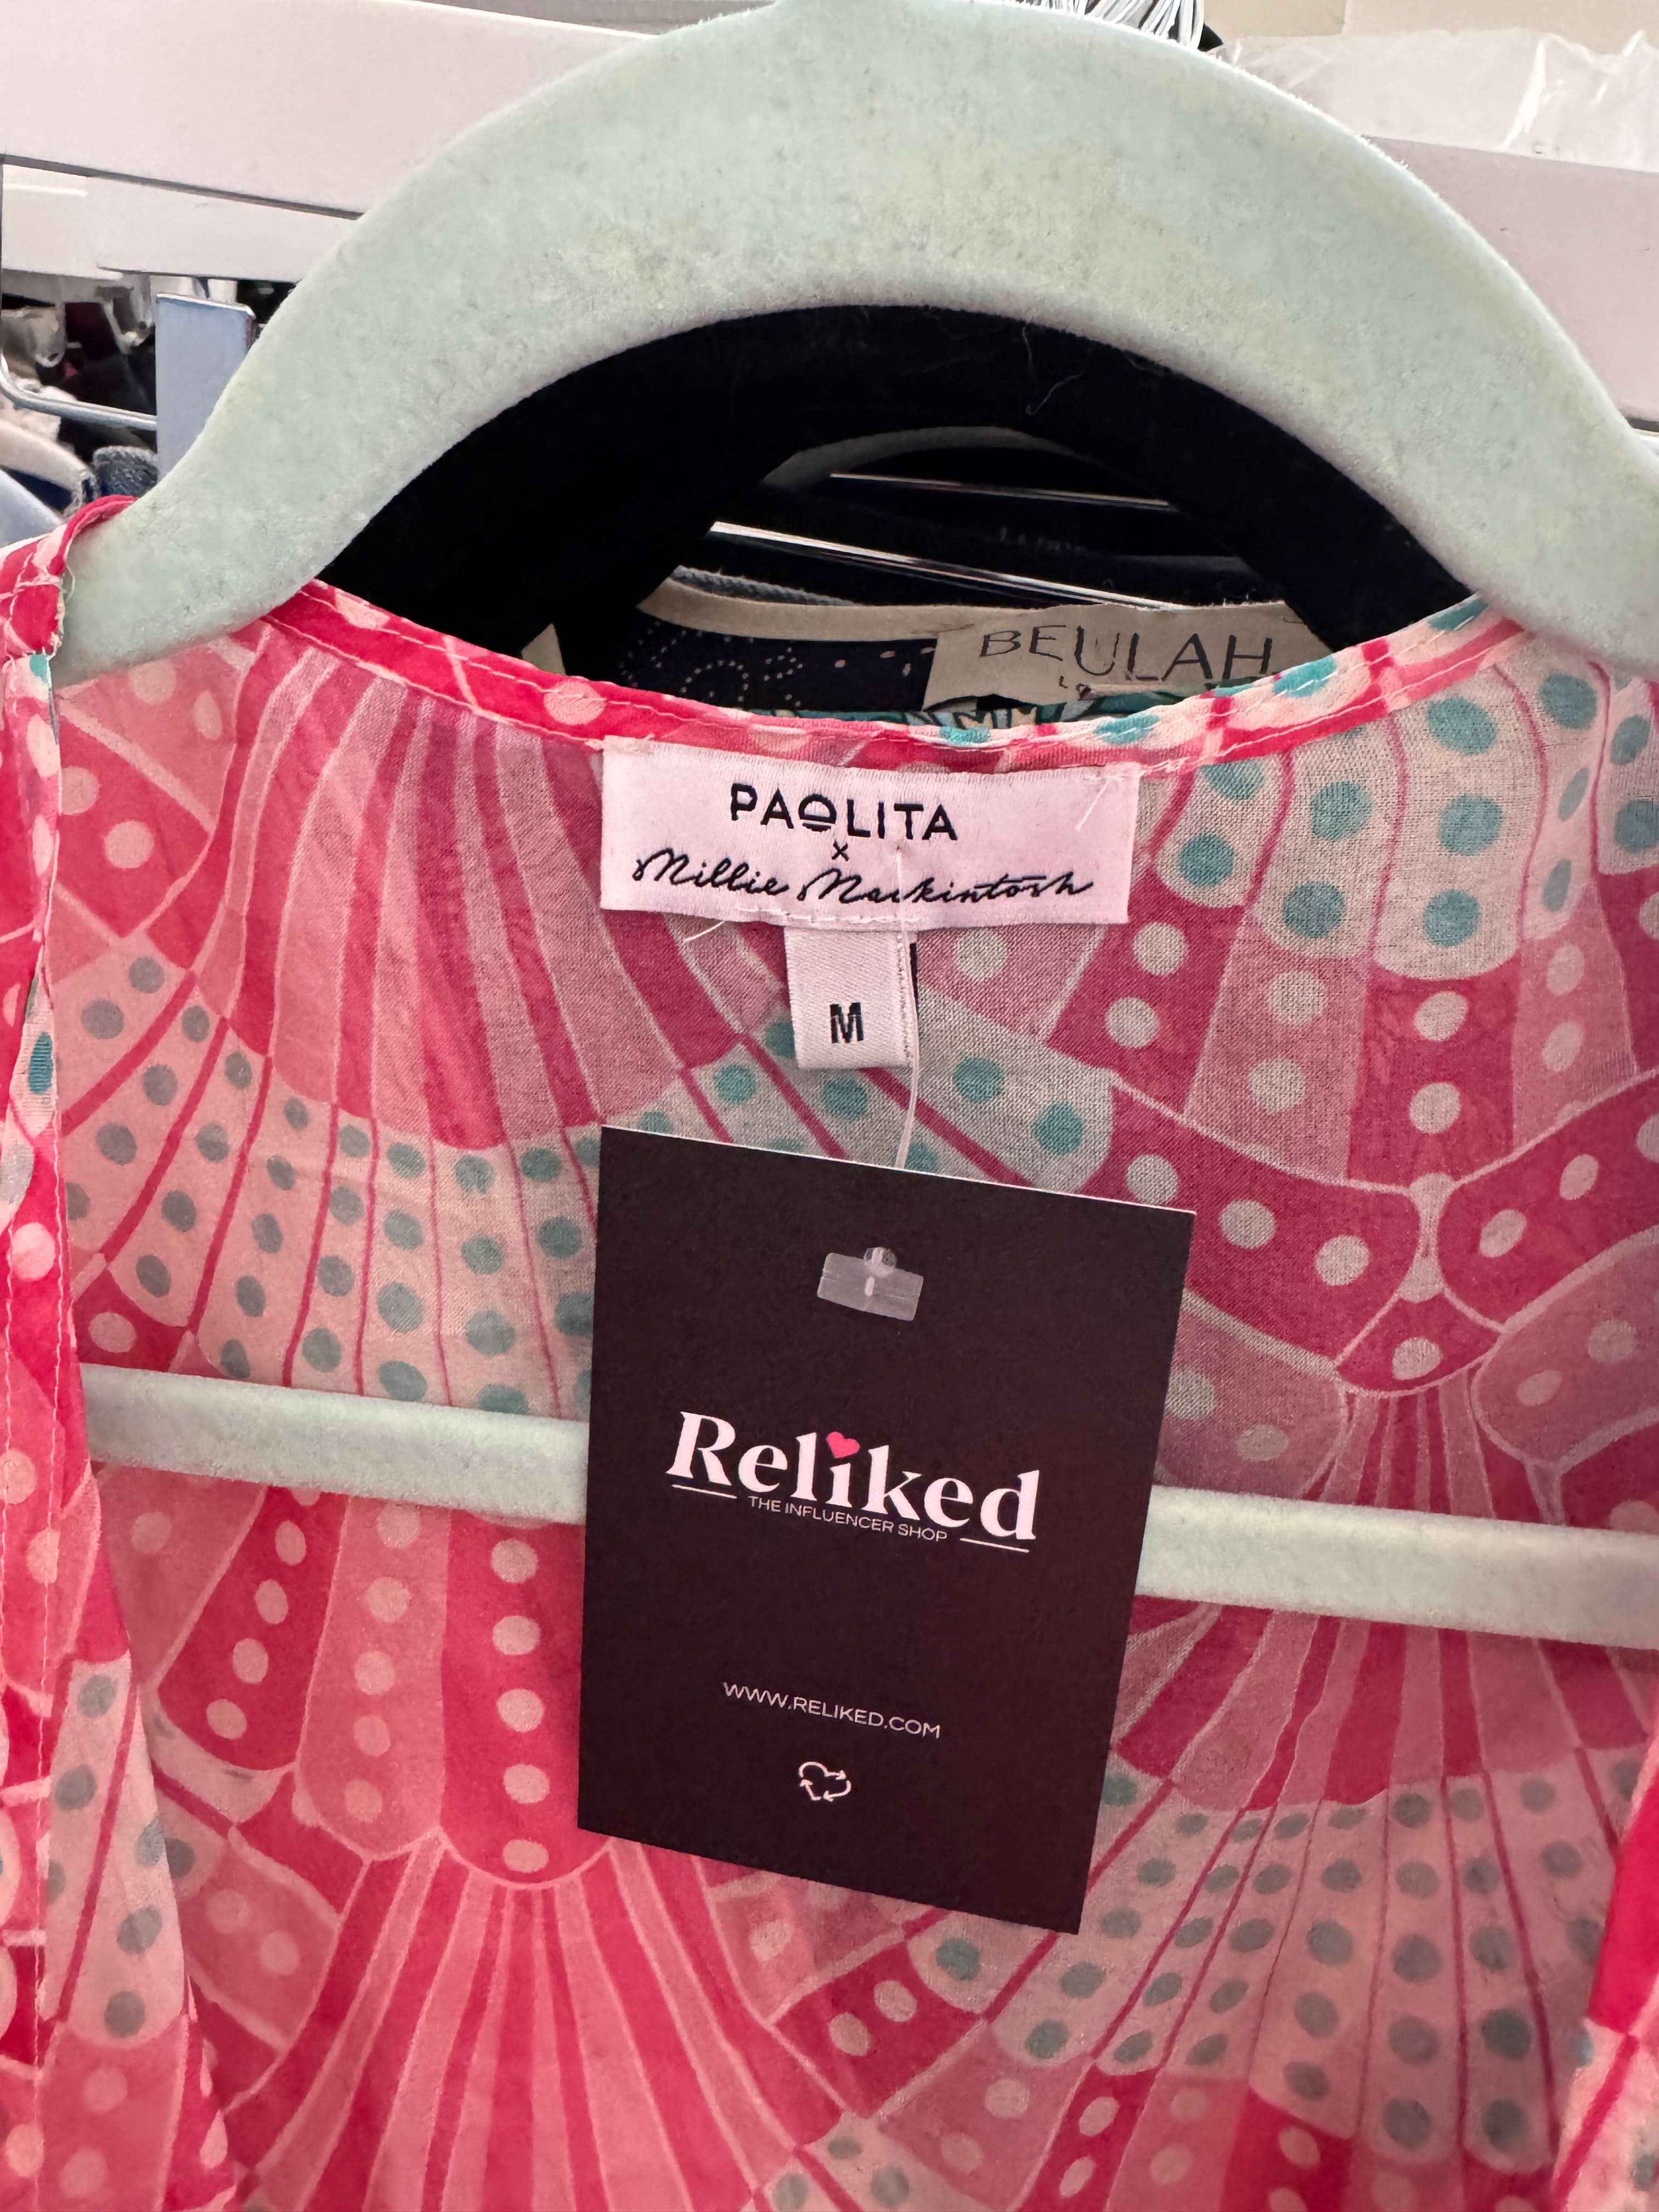 BEULAH
PAOLITA
x
Millie Mackintosh
M
Reliked
THE INFLUENCER SHOP
WWW.RELIKED.COM